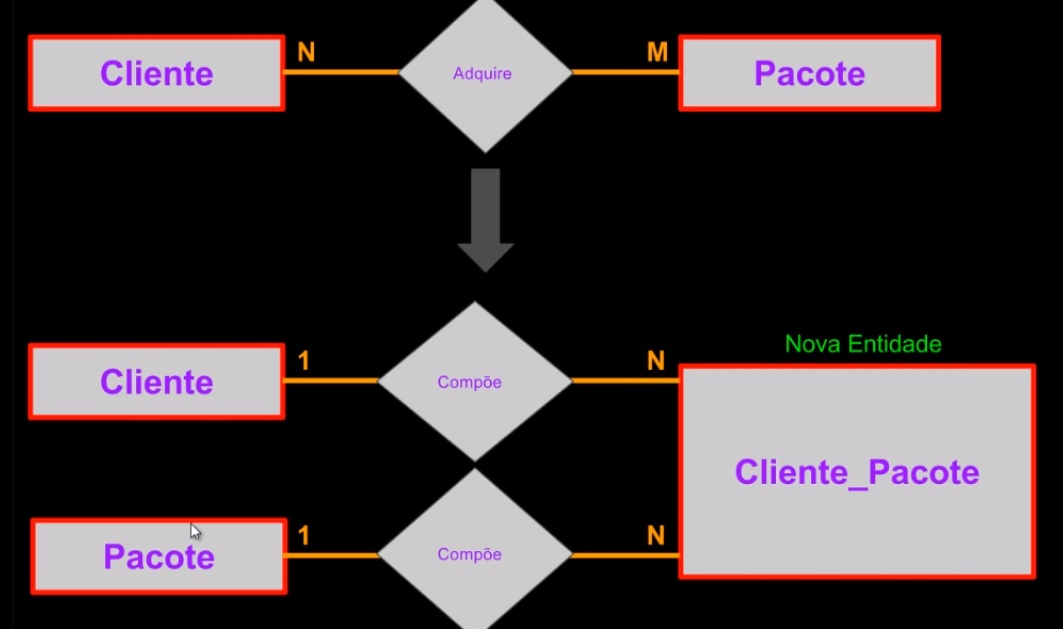 N
M
Cliente
Adquire
Pacote
Nova Entidade
1
N
Cliente
Compõe
Cliente_Pacote
1
N
Pacote
Compõe